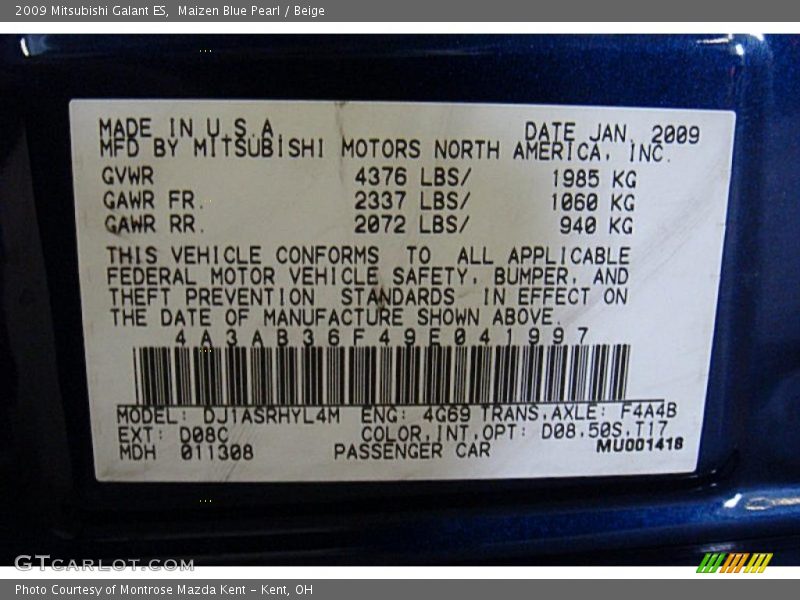 2009 Mitsubishi Galant ES,  Maizen Blue Pearl / Beige
MADE IN U.S.A. DATE JAN. 2009
MFD BY MITSUBISHI MOTORS NORTH AMERICA, INC.
GVWR 4376 LBS/ 1985 KG
GAWR FR. 2337 LBS/ 1060 KG
GAWR RR. 2072 LBS/ 940 KG
THIS VEHICLE CONFORMS TO ALL APPLICABLE
FEDERAL MOTOR VEHICLE SAFETY, BUMPER, AND
THEFT PREVENTION STANDARDS IN EFFECT ON
THE DATE OF MANUFACTURE SHOWN ABOVE.
4A3AB36F49E041997
MODEL: DJ1ASRHYL4M ENG: 4G69 TRANS.AXLE: F4A4B
EXT: D08C COLOR,INT,OPT: D08,50S,T17
MDH 011308 PASSENGER CAR MU001418
GTCARLOT.COM
Photo Courtesy of Montrose Mazda Kent - Kent, OH